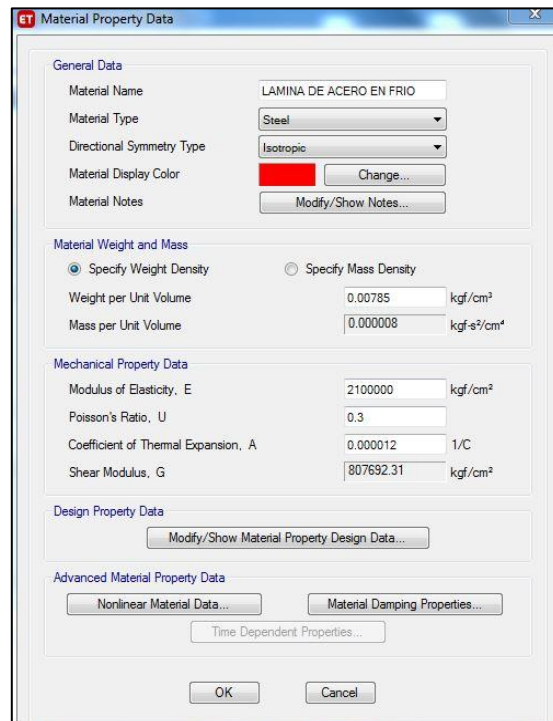 ET Material Property Data X
General Data
Material Name LAMINA DE ACERO EN FRIO
Material Type Steel
Directional Symmetry Type Isotropic
Material Display Color Change...
Material Notes Modify/Show Notes...
Material Weight and Mass
Specify Weight Density Specify Mass Density
Weight per Unit Volume 0.00785 kgf/cm³
Mass per Unit Volume 0.000008 kgf-s²/cm⁴
Mechanical Property Data
Modulus of Elasticity, E 2100000 kgf/cm²
Poisson's Ratio, U 0.3
Coefficient of Thermal Expansion, A 0.000012 1/C
Shear Modulus, G 807692.31 kgf/cm²
Design Property Data
Modify/Show Material Property Design Data...
Advanced Material Property Data
Nonlinear Material Data... Material Damping Properties...
Time Dependent Properties...
OK Cancel